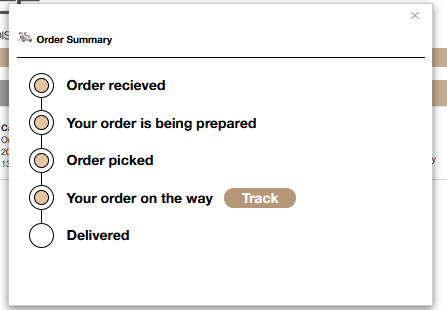 ×
Order Summary
Order recieved
Your order is being prepared
Order picked
Your order on the way Track
Delivered